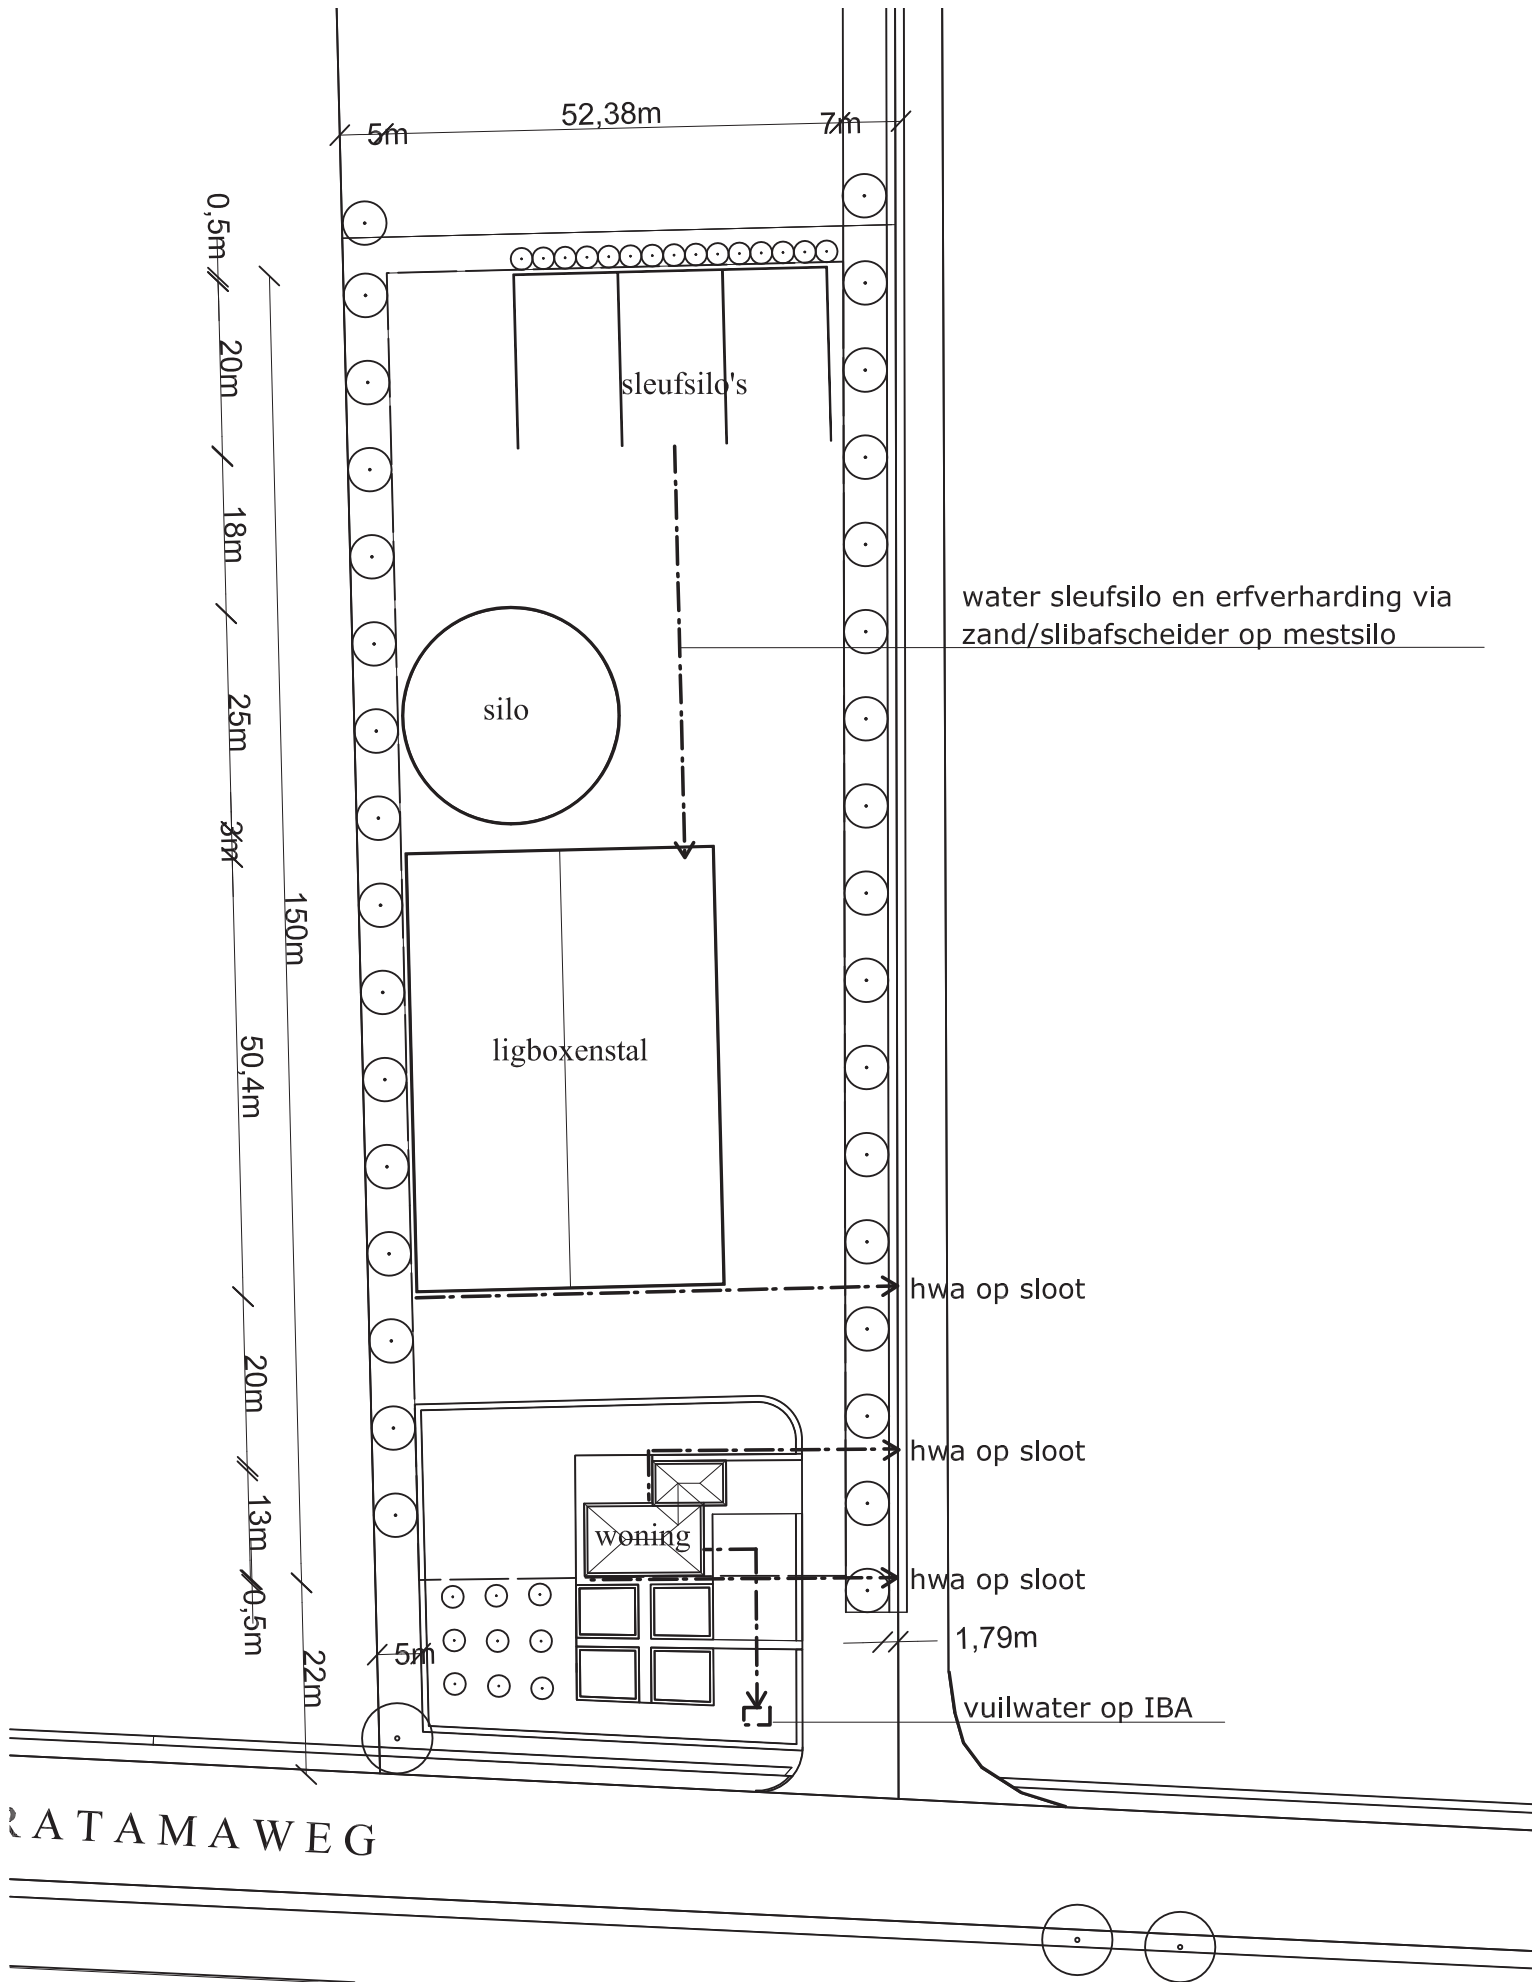 52,38m
5m
7m
0,5m
20m
sleufsilo's
18m
water sleufsilo en erfverharding via
zand/slibafscheider op mestsilo
25m
silo
3m
150m
50,4m
ligboxenstal
hwa op sloot
20m
hwa op sloot
13m
woning
hwa op sloot
0,5m
5m
1,79m
22m
vuilwater op IBA
RATAMAWEG